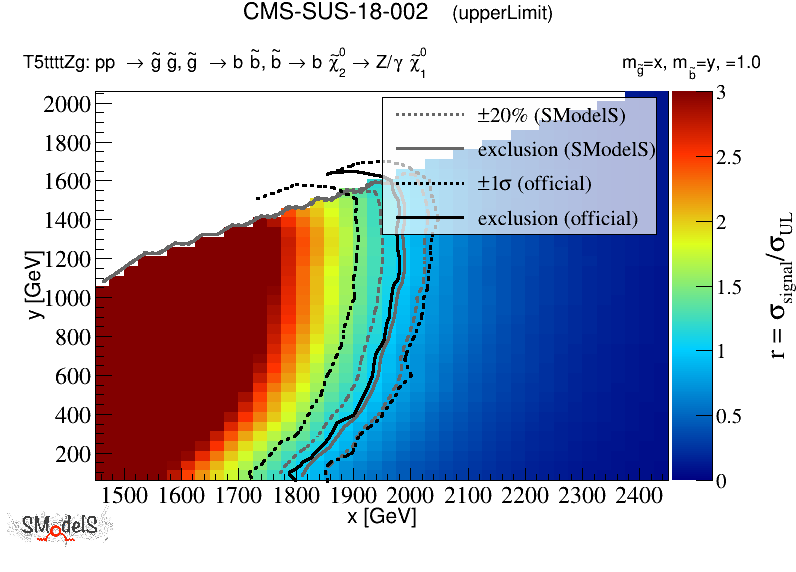 CMS-SUS-18-002 (upperLimit)
T5ttttZg: pp → g̃ g̃, g̃ → b b̃, b̃ → b χ̃⁰₂ → Z/γ χ̃⁰₁
m_g̃=x, m_b̃=y, =1.0
±20% (SModelS)
exclusion (SModelS)
±1σ (official)
exclusion (official)
y [GeV]
2000
1800
1600
1400
1200
1000
800
600
400
200
1500 1600 1700 1800 1900 2000 2100 2200 2300 2400
x [GeV]
3
2.5
2
1.5
1
0.5
0
r = σ_signal/σ_UL
SModelS